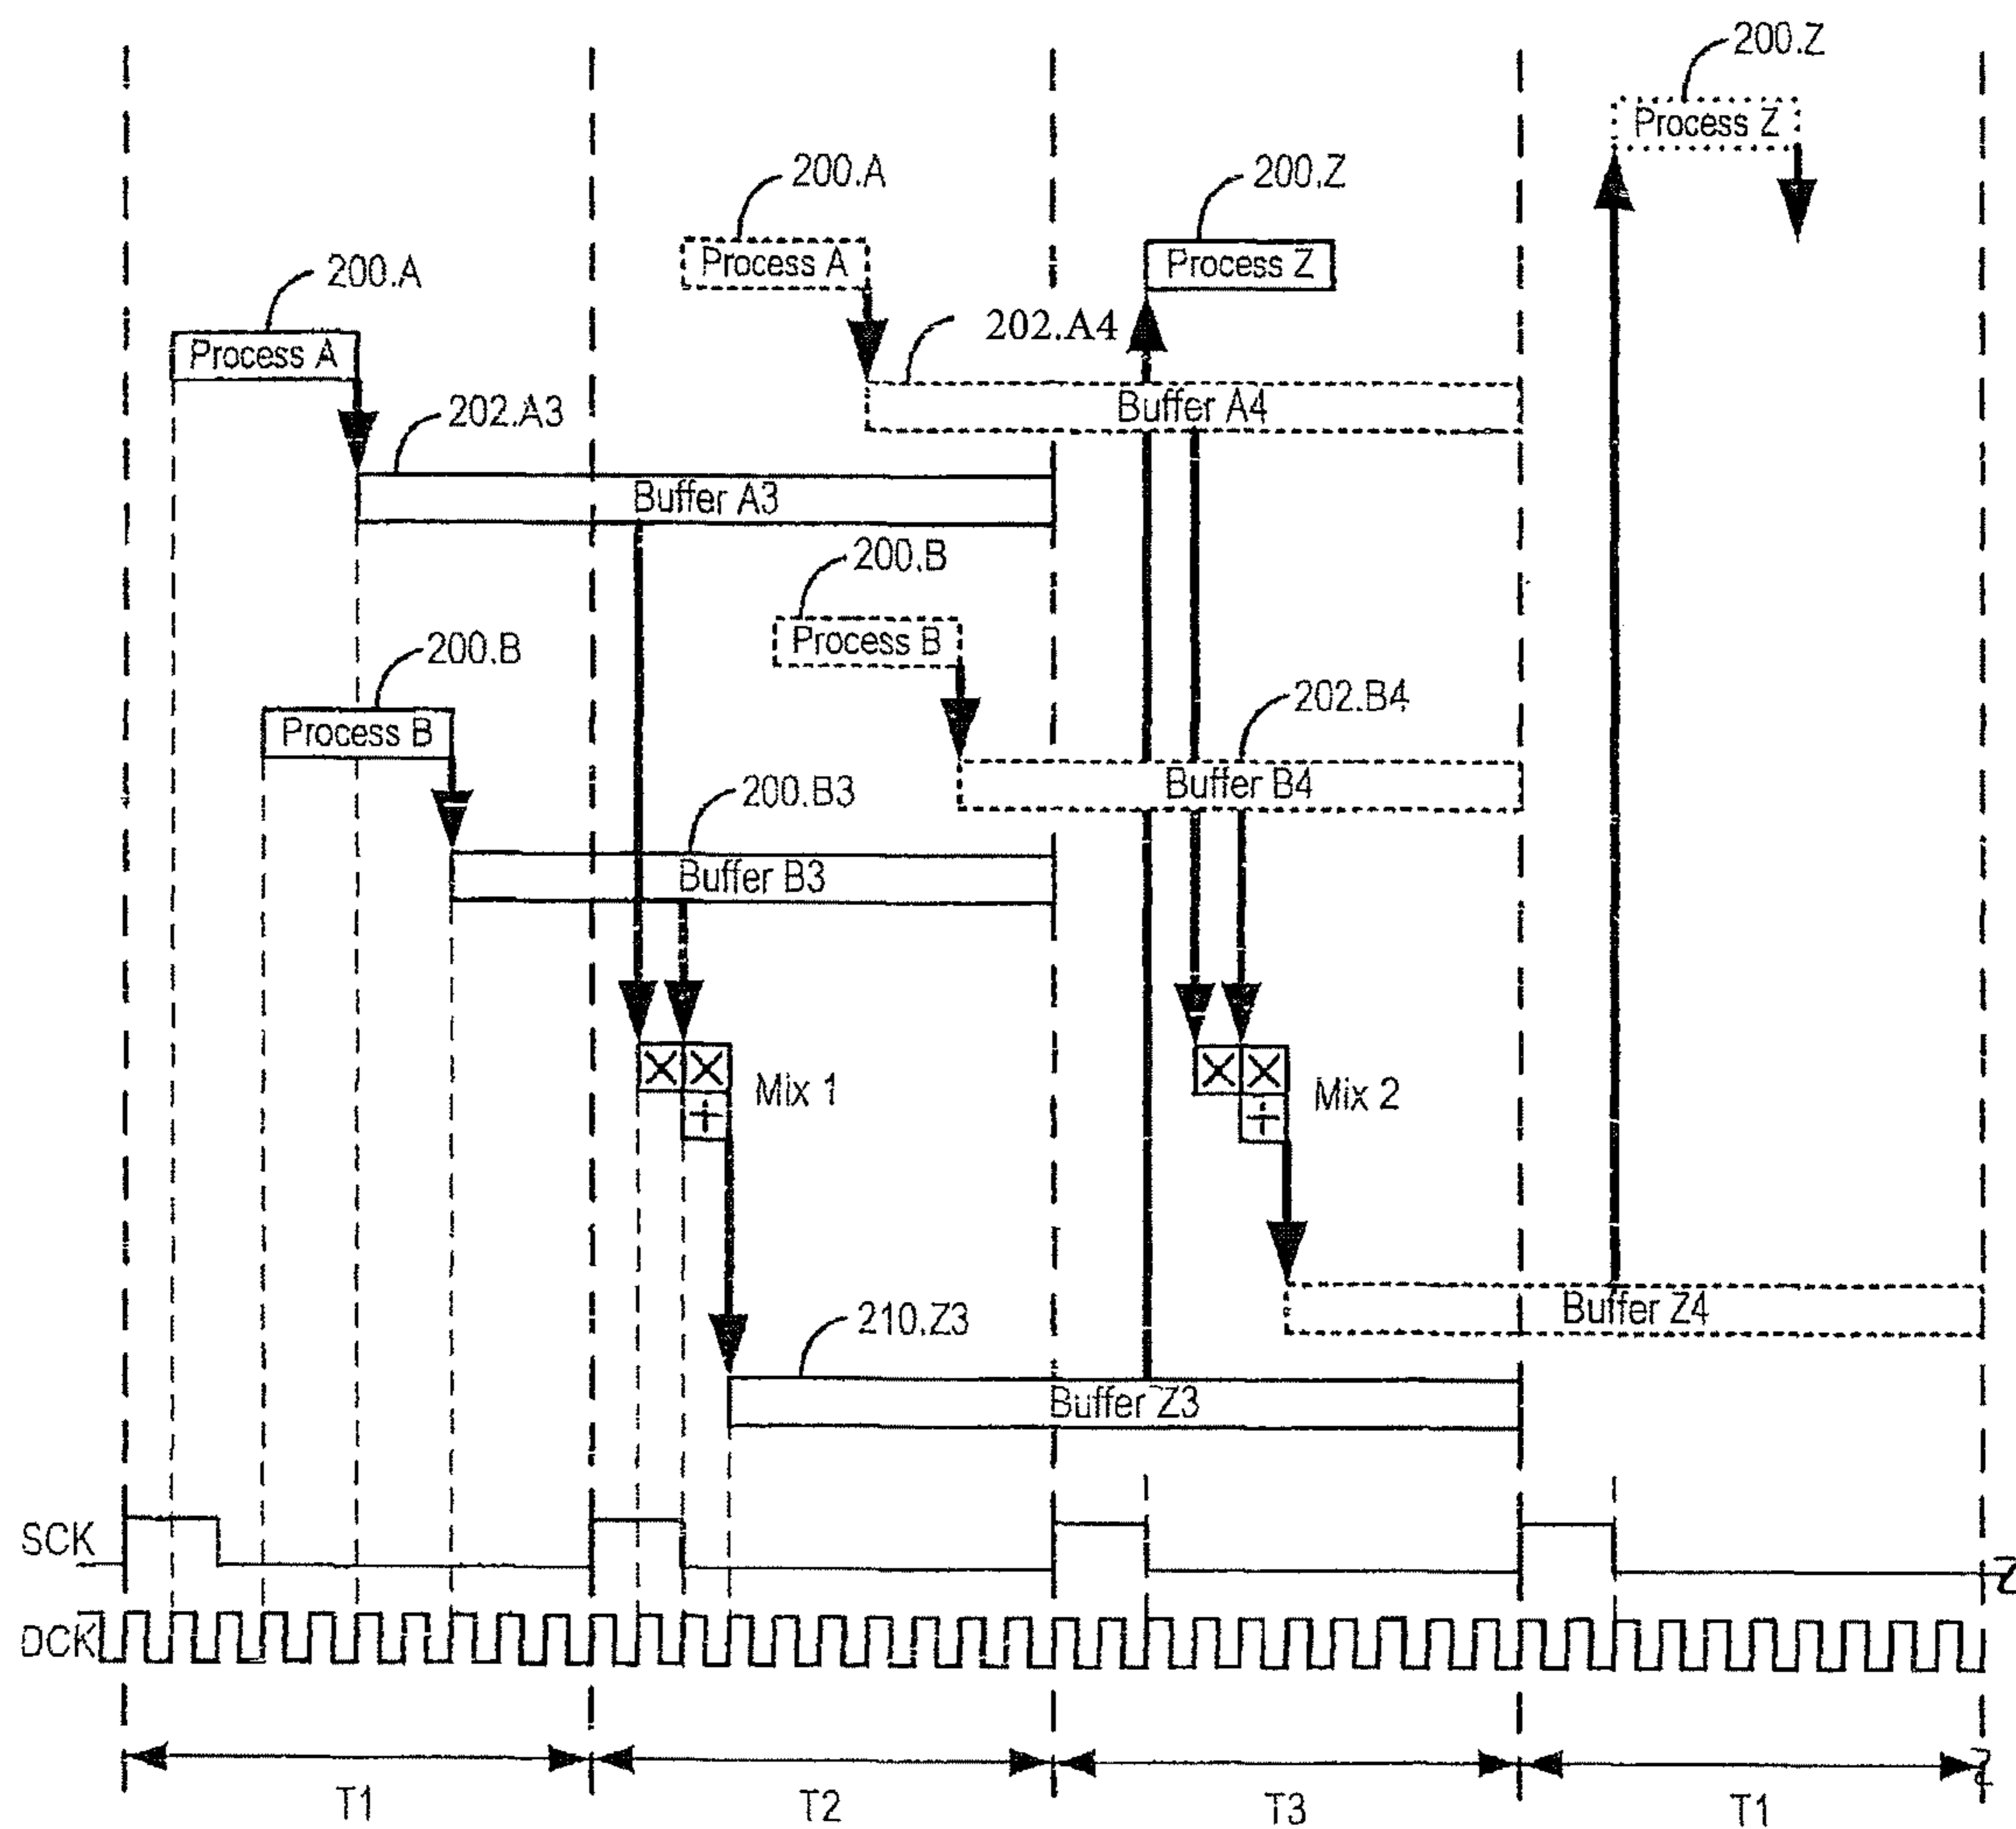 200.Z
Process Z
200.A
200.Z
Process A
Process Z
200.A
202.A4
Process A
Buffer A4
202.A3
Buffer A3
200.B
Process B
200.B
202.B4
Process B
Buffer B4
200.B3
Buffer B3
Mix 1
Mix 2
210.Z3
Buffer Z4
Buffer Z3
SCK
DCK
T1
T2
T3
T1